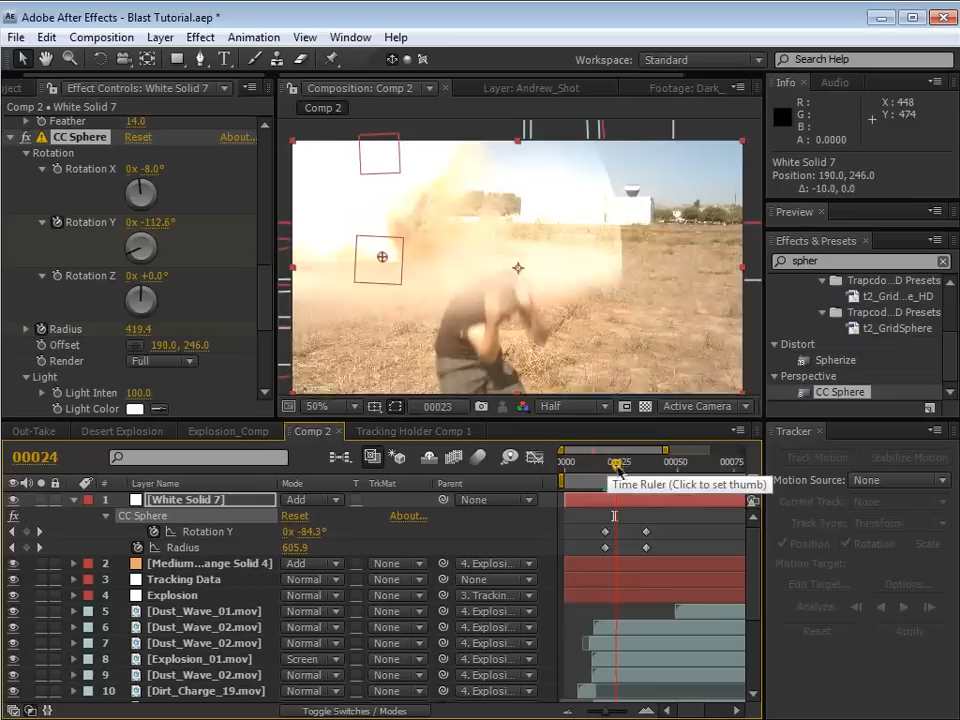 Adobe After Effects - Blast Tutorial.aep *
File Edit Composition Layer Effect Animation View Window Help
Workspace: Standard Search Help
oject Effect Controls: White Solid 7
Comp 2 • White Solid 7
Feather 14.0
fx CC Sphere Reset About...
Rotation
Rotation X 0x -8.0°
Rotation Y 0x -112.6°
Rotation Z 0x +0.0°
Radius 419.4
Offset 190.0, 246.0
Render Full
Light
Light Inten 100.0
Light Color
Composition: Comp 2 Layer: Andrew_Shot Footage: Dark_
Comp 2
50% 00023 Half Active Camera
Info Audio
R: X: 448
G: Y: 474
B:
A: 0.0000
White Solid 7
Position: 190.0, 246.0
Δ: -10.0, 0.0
Preview
Effects & Presets
spher
Trapcod...D Presets
t2_Grid...e_HD
Trapcod...D Presets
t2_GridSphere
Distort
Spherize
Perspective
CC Sphere
Out-Take Desert Explosion Explosion_Comp Comp 2 Tracking Holder Comp 1
00024
0000 00025 00050 00075
Time Ruler (Click to set thumb)
# Layer Name Mode T TrkMat Parent
1 [White Solid 7] Add None
fx CC Sphere Reset About...
Rotation Y 0x -84.3°
Radius 605.9
2 [Medium...ange Solid 4] Add None 4. Explosi...
3 Tracking Data Normal None None
4 Explosion Normal None 3. Trackin...
5 [Dust_Wave_01.mov] Normal None 4. Explosi...
6 [Dust_Wave_02.mov] Normal None 4. Explosi...
7 [Dust_Wave_02.mov] Normal None 4. Explosi...
8 [Explosion_01.mov] Screen None 4. Explosi...
9 [Dust_Wave_02.mov] Normal None 4. Explosi...
10 [Dirt_Charge_19.mov] Normal None 4. Explosi...
Toggle Switches / Modes
Tracker
Track Motion Stabilize Motion
Motion Source: None
Current Track: None
Track Type: Transform
Position Rotation Scale
Motion Target:
Edit Target... Options...
Analyze:
Reset Apply